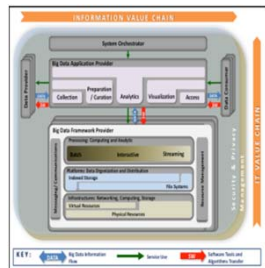 INFORMATION VALUE CHAIN
System Orchestrator
Data Provider
Big Data Application Provider
Collection
Preparation / Curation
Analytics
Visualization
Access
Data Consumer
DATA
SW
Big Data Framework Provider
Processing: Computing and Analytic
Batch
Interactive
Streaming
Platforms: Data Organization and Distribution
Indexed Storage
File Systems
Infrastructures: Networking, Computing, Storage
Virtual Resources
Physical Resources
Messaging/Communications
Resource Management
Security & Privacy
Management
IT VALUE CHAIN
KEY:
DATA
Big Data Information
Flow
Service Use
SW
Software Tools and
Algorithms Transfer